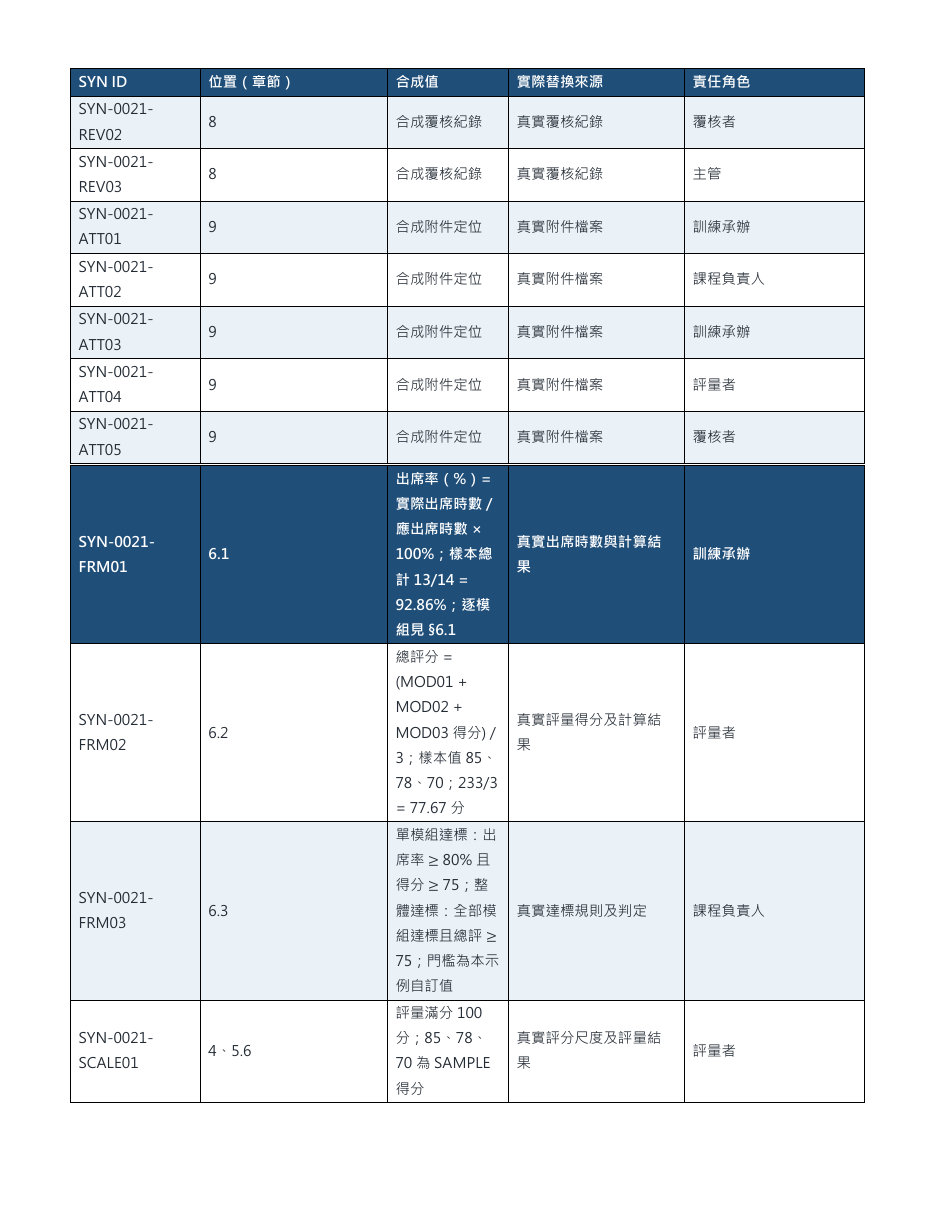 SYN ID 位置（章節） 合成值 實際替換來源 責任角色
SYN-0021-
REV02 8 合成覆核紀錄 真實覆核紀錄 覆核者
SYN-0021-
REV03 8 合成覆核紀錄 真實覆核紀錄 主管
SYN-0021-
ATT01 9 合成附件定位 真實附件檔案 訓練承辦
SYN-0021-
ATT02 9 合成附件定位 真實附件檔案 課程負責人
SYN-0021-
ATT03 9 合成附件定位 真實附件檔案 訓練承辦
SYN-0021-
ATT04 9 合成附件定位 真實附件檔案 評量者
SYN-0021-
ATT05 9 合成附件定位 真實附件檔案 覆核者
SYN-0021-
FRM01
6.1
出席率（%）=
實際出席時數 /
應出席時數 ×
100%；樣本總
計 13/14 =
92.86%；逐模
組見 §6.1
真實出席時數與計算結
果
訓練承辦
SYN-0021-
FRM02
6.2
總評分 =
(MOD01 +
MOD02 +
MOD03 得分) /
3；樣本值 85、
78、70；233/3
= 77.67 分
真實評量得分及計算結
果
評量者
SYN-0021-
FRM03
6.3
單模組達標：出
席率 ≥ 80% 且
得分 ≥ 75；整
體達標：全部模
組達標且總評 ≥
75；門檻為本示
例自訂值
真實達標規則及判定
課程負責人
SYN-0021-
SCALE01
4、5.6
評量滿分 100
分；85、78、
70 為 SAMPLE
得分
真實評分尺度及評量結
果
評量者